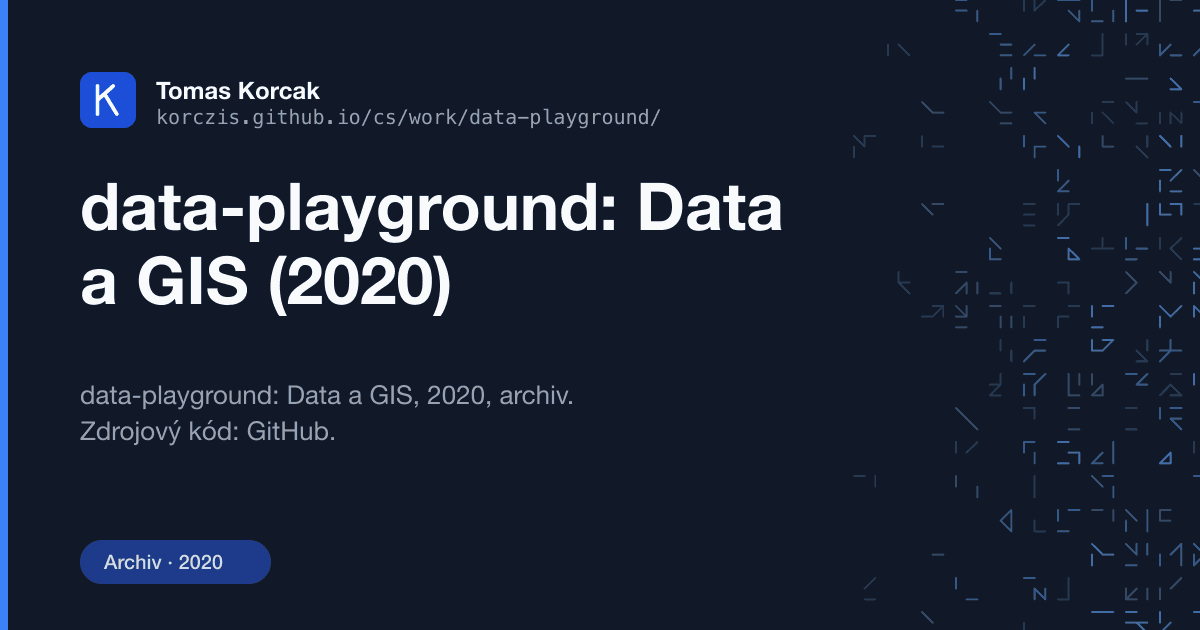 K
Tomas Korcak
korczis.github.io/cs/work/data-playground/
data-playground: Data
a GIS (2020)
data-playground: Data a GIS, 2020, archiv.
Zdrojový kód: GitHub.
Archiv · 2020